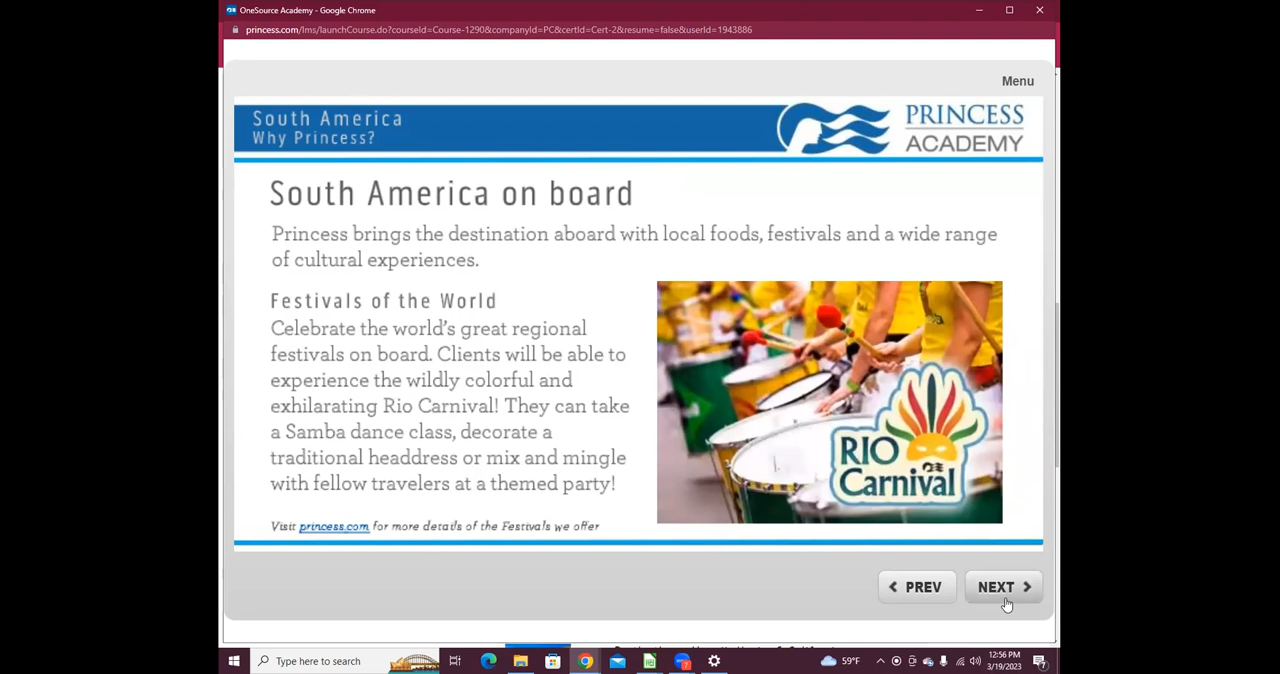 OneSource Academy - Google Chrome
princess.com/lms/launchCourse.do?courseId=Course-1290&companyId=PC&certId=Cert-2&resume=false&userId=1943886
Menu
South America
Why Princess?
PRINCESS
ACADEMY
South America on board
Princess brings the destination aboard with local foods, festivals and a wide range
of cultural experiences.
Festivals of the World
Celebrate the world's great regional
festivals on board. Clients will be able to
experience the wildly colorful and
exhilarating Rio Carnival! They can take
a Samba dance class, decorate a
traditional headdress or mix and mingle
with fellow travelers at a themed party!
RIO
Carnival
Visit princess.com for more details of the Festivals we offer
PREV
NEXT
Type here to search
59°F
12:56 PM
3/19/2023